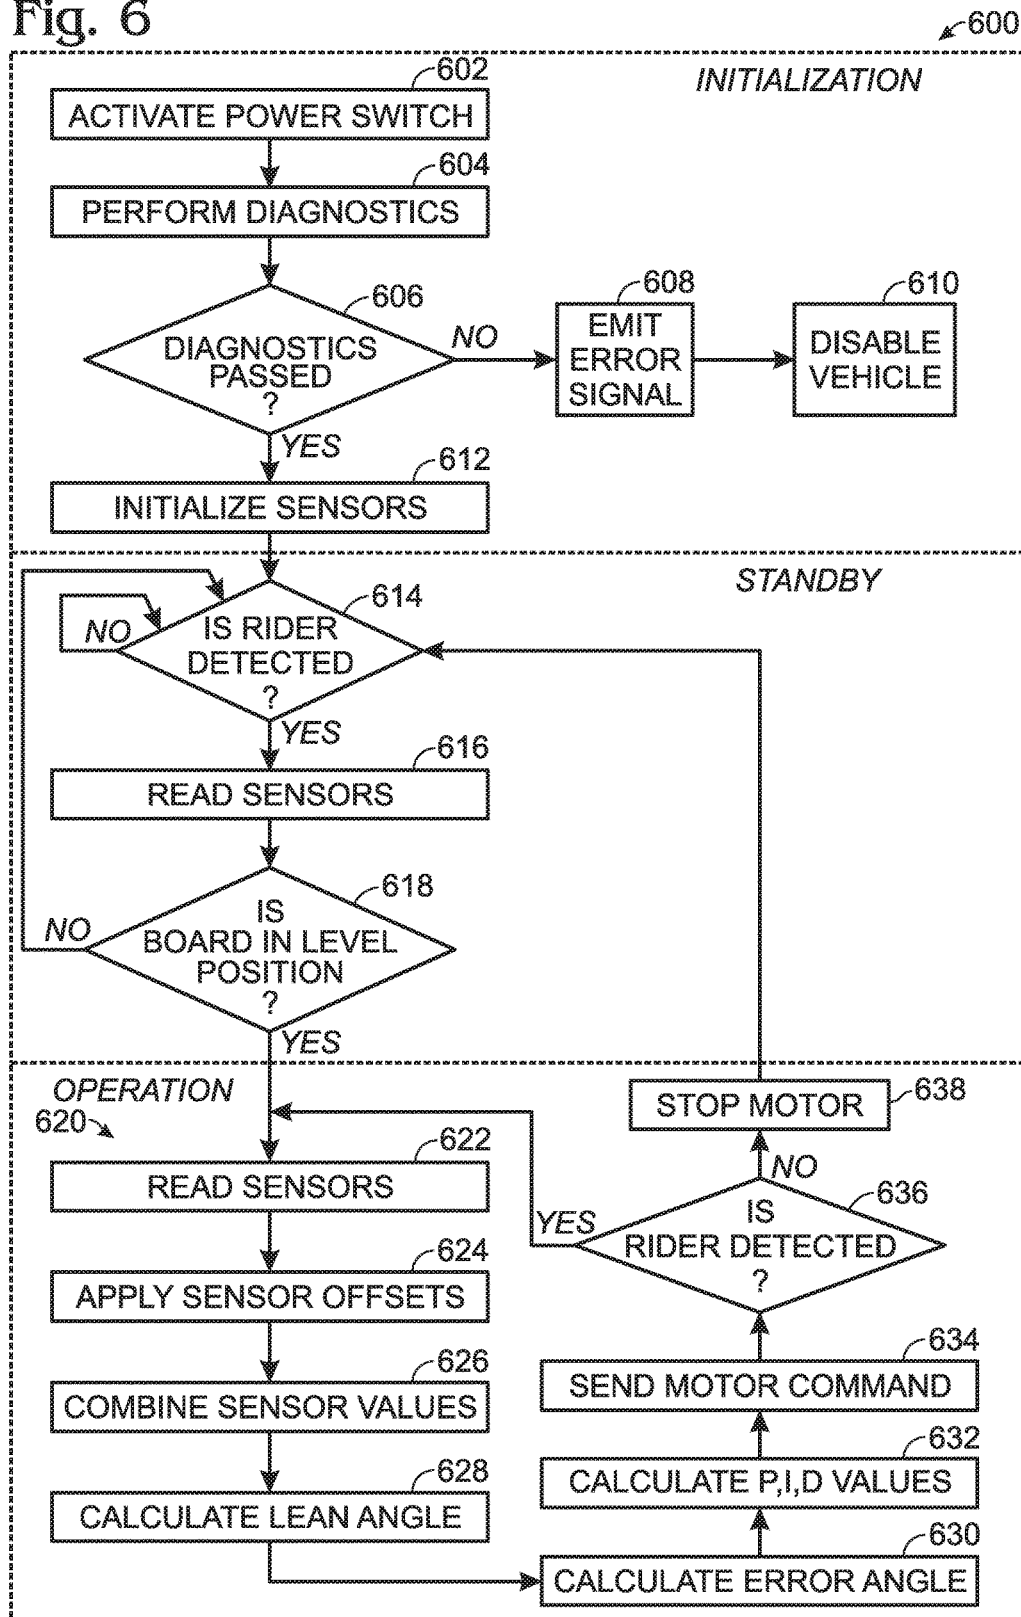 Fig. 6
600
INITIALIZATION
602
ACTIVATE POWER SWITCH
604
PERFORM DIAGNOSTICS
606
DIAGNOSTICS
PASSED
?
NO
608
EMIT
ERROR
SIGNAL
610
DISABLE
VEHICLE
YES
612
INITIALIZE SENSORS
STANDBY
614
IS RIDER
DETECTED
?
NO
YES
616
READ SENSORS
618
IS
BOARD IN LEVEL
POSITION
?
NO
YES
OPERATION
620
622
READ SENSORS
624
APPLY SENSOR OFFSETS
626
COMBINE SENSOR VALUES
628
CALCULATE LEAN ANGLE
638
STOP MOTOR
NO
636
IS
RIDER DETECTED
?
YES
634
SEND MOTOR COMMAND
632
CALCULATE P,I,D VALUES
630
CALCULATE ERROR ANGLE